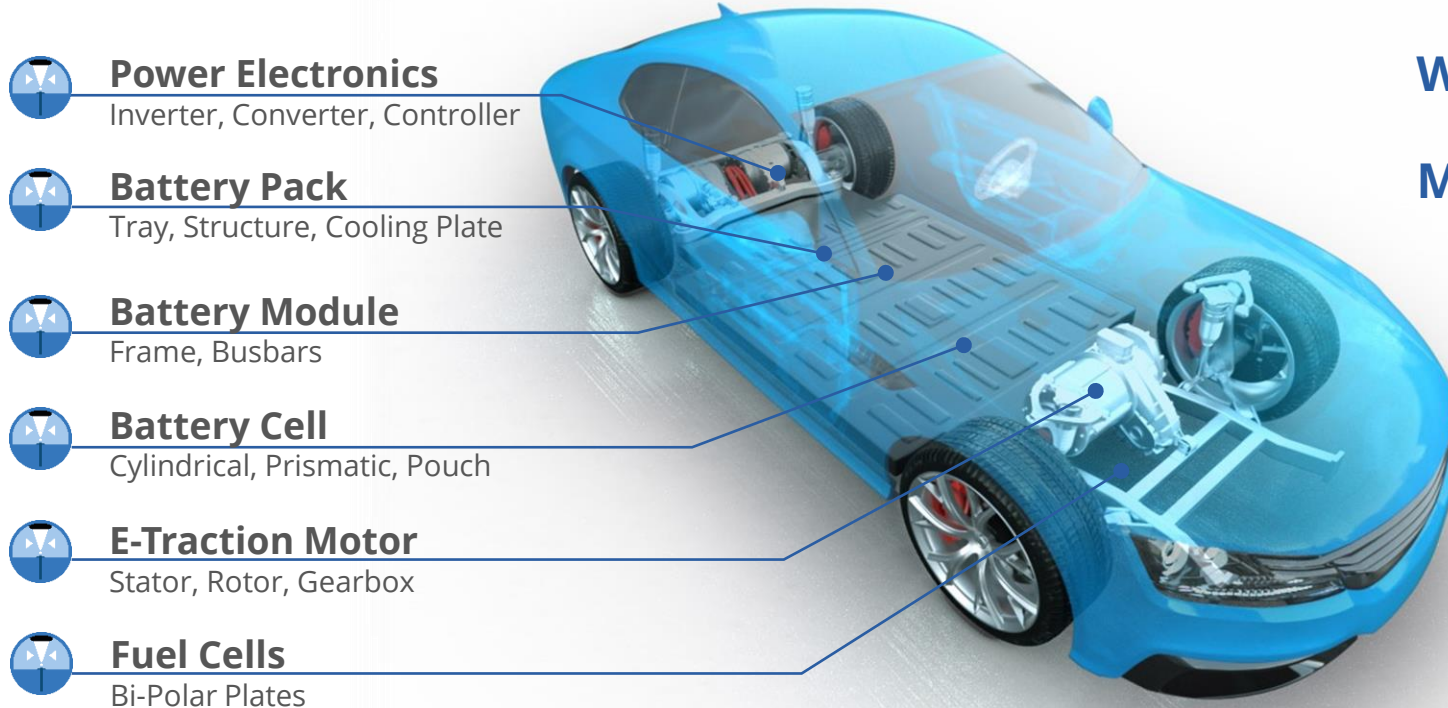 Power Electronics
Inverter, Converter, Controller
Battery Pack
Tray, Structure, Cooling Plate
Battery Module
Frame, Busbars
Battery Cell
Cylindrical, Prismatic, Pouch
E-Traction Motor
Stator, Rotor, Gearbox
Fuel Cells
Bi-Polar Plates
W
M